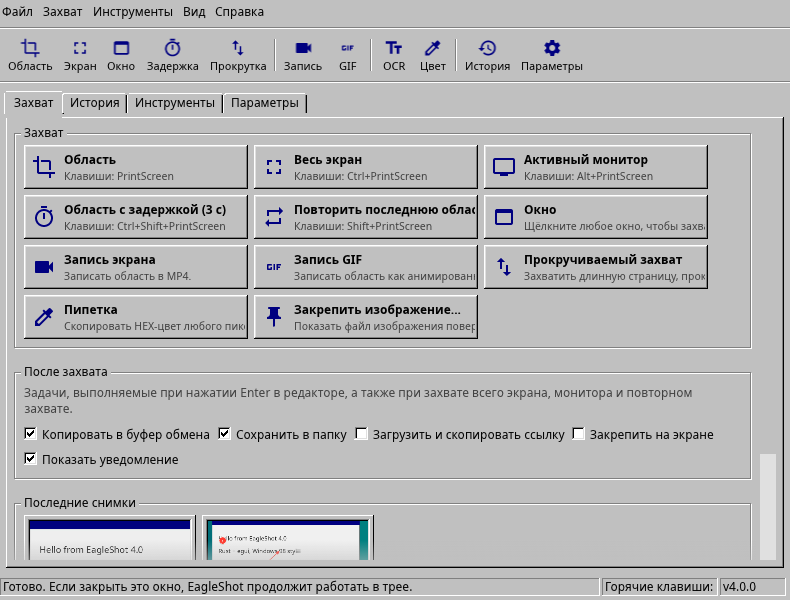 Файл Захват Инструменты Вид Справка
Область Экран Окно Задержка Прокрутка Запись GIF OCR Цвет История Параметры
Захват История Инструменты Параметры
Захват
Область
Клавиши: PrintScreen
Весь экран
Клавиши: Ctrl+PrintScreen
Активный монитор
Клавиши: Alt+PrintScreen
Область с задержкой (3 с)
Клавиши: Ctrl+Shift+PrintScreen
Повторить последнюю облас
Клавиши: Shift+PrintScreen
Окно
Щёлкните любое окно, чтобы захва
Запись экрана
Записать область в MP4.
Запись GIF
Записать область как анимирован
Прокручиваемый захват
Захватить длинную страницу, прок
Пипетка
Скопировать HEX-цвет любого пик
Закрепить изображение...
Показать файл изображения повер
После захвата
Задачи, выполняемые при нажатии Enter в редакторе, а также при захвате всего экрана, монитора и повторном
захвате.
Копировать в буфер обмена Сохранить в папку Загрузить и скопировать ссылку Закрепить на экране
Показать уведомление
Последние снимки
Hello from EagleShot 4.0
Hello from EagleShot 4.0
Rust egui, Windows
Готово. Если закрыть это окно, EagleShot продолжит работать в трее. Горячие клавиши: v4.0.0